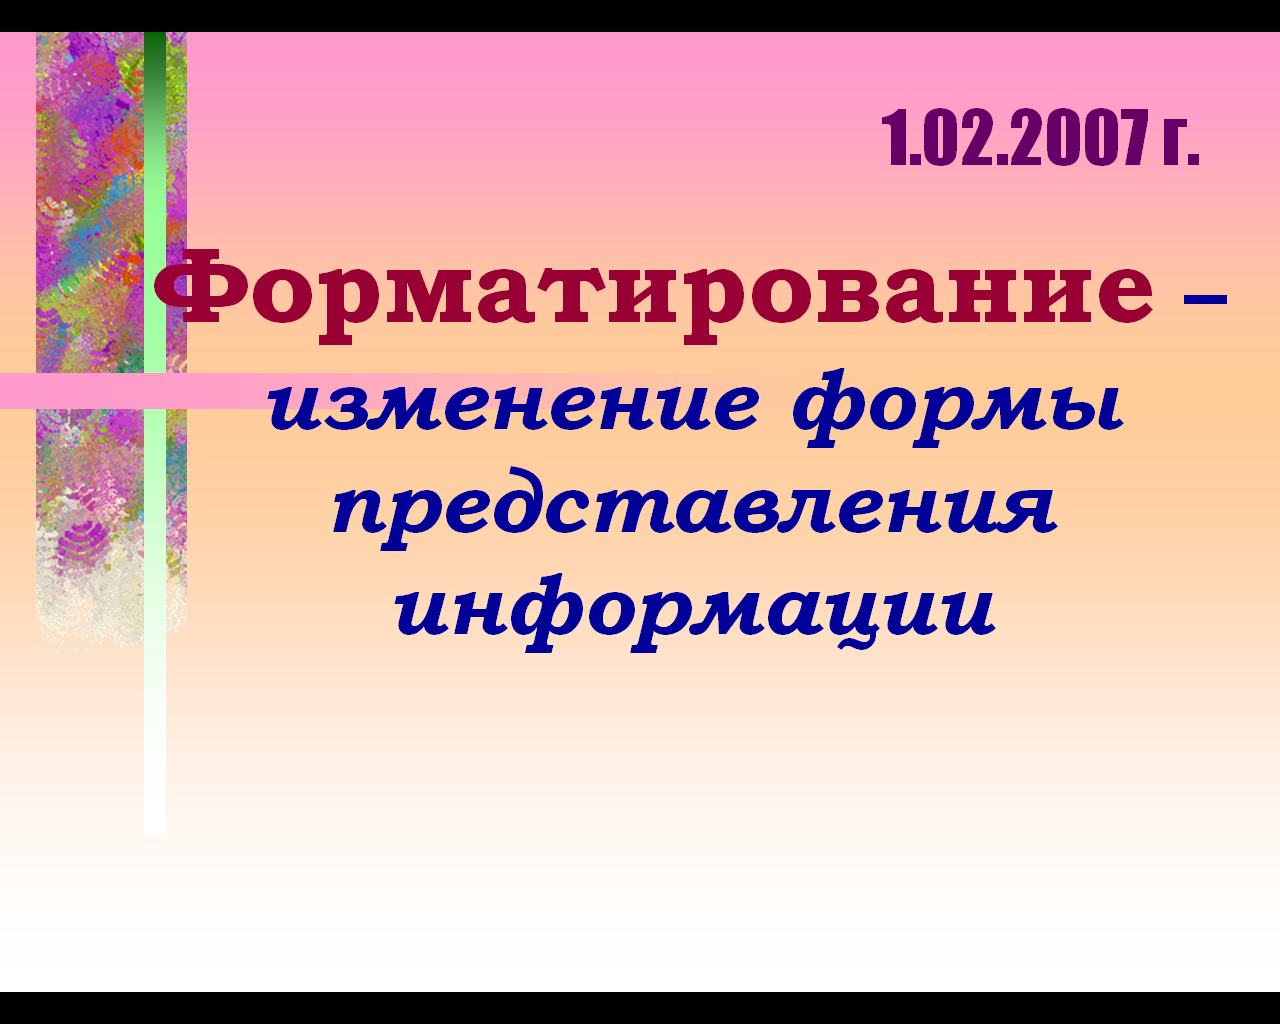 1.02.2007 г.
Форматирование –
изменение формы
представления
информации